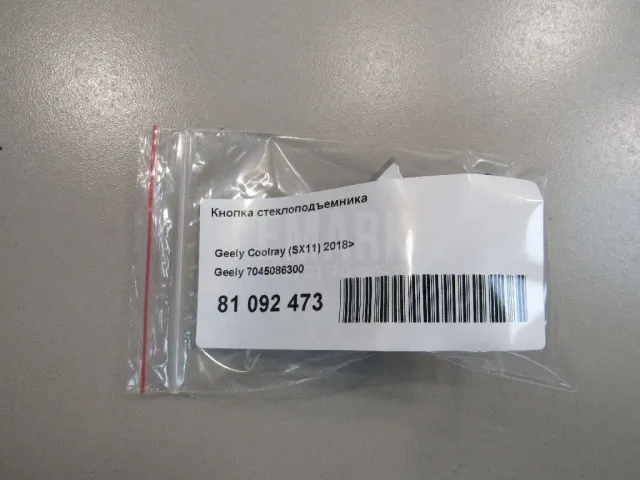 Кнопка стеклоподъемника
Geely Coolray (SX11) 2018>
Geely 7045086300
81 092 473